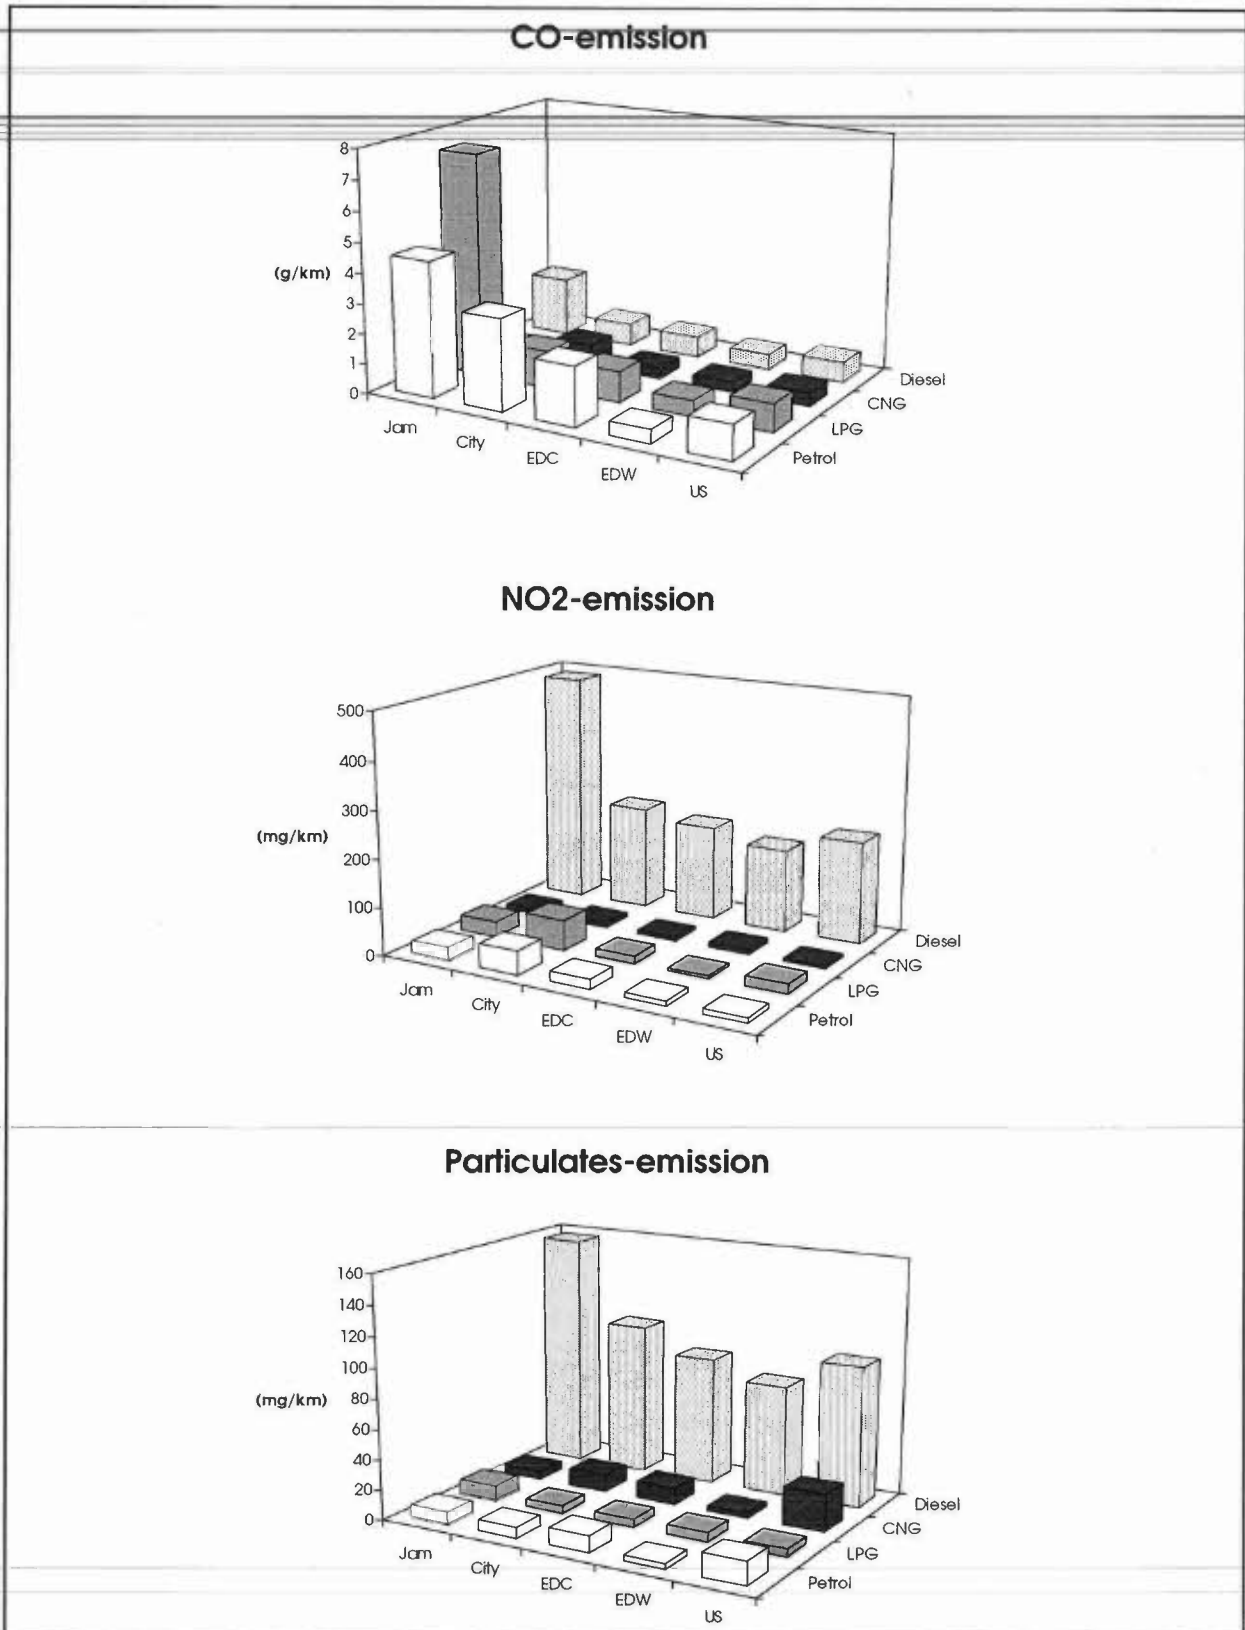 CO-emission
8
7
6
5
(g/km) 4
3
2
1
0
Jam
City
EDC
EDW
US
Petrol
LPG
CNG
Diesel
NO2-emission
500
400
300
(mg/km)
200
100
0
Jam
City
EDC
EDW
US
Petrol
LPG
CNG
Diesel
Particulates-emission
160
140
120
100
(mg/km) 80
60
40
20
0
Jam
City
EDC
EDW
US
Petrol
LPG
CNG
Diesel